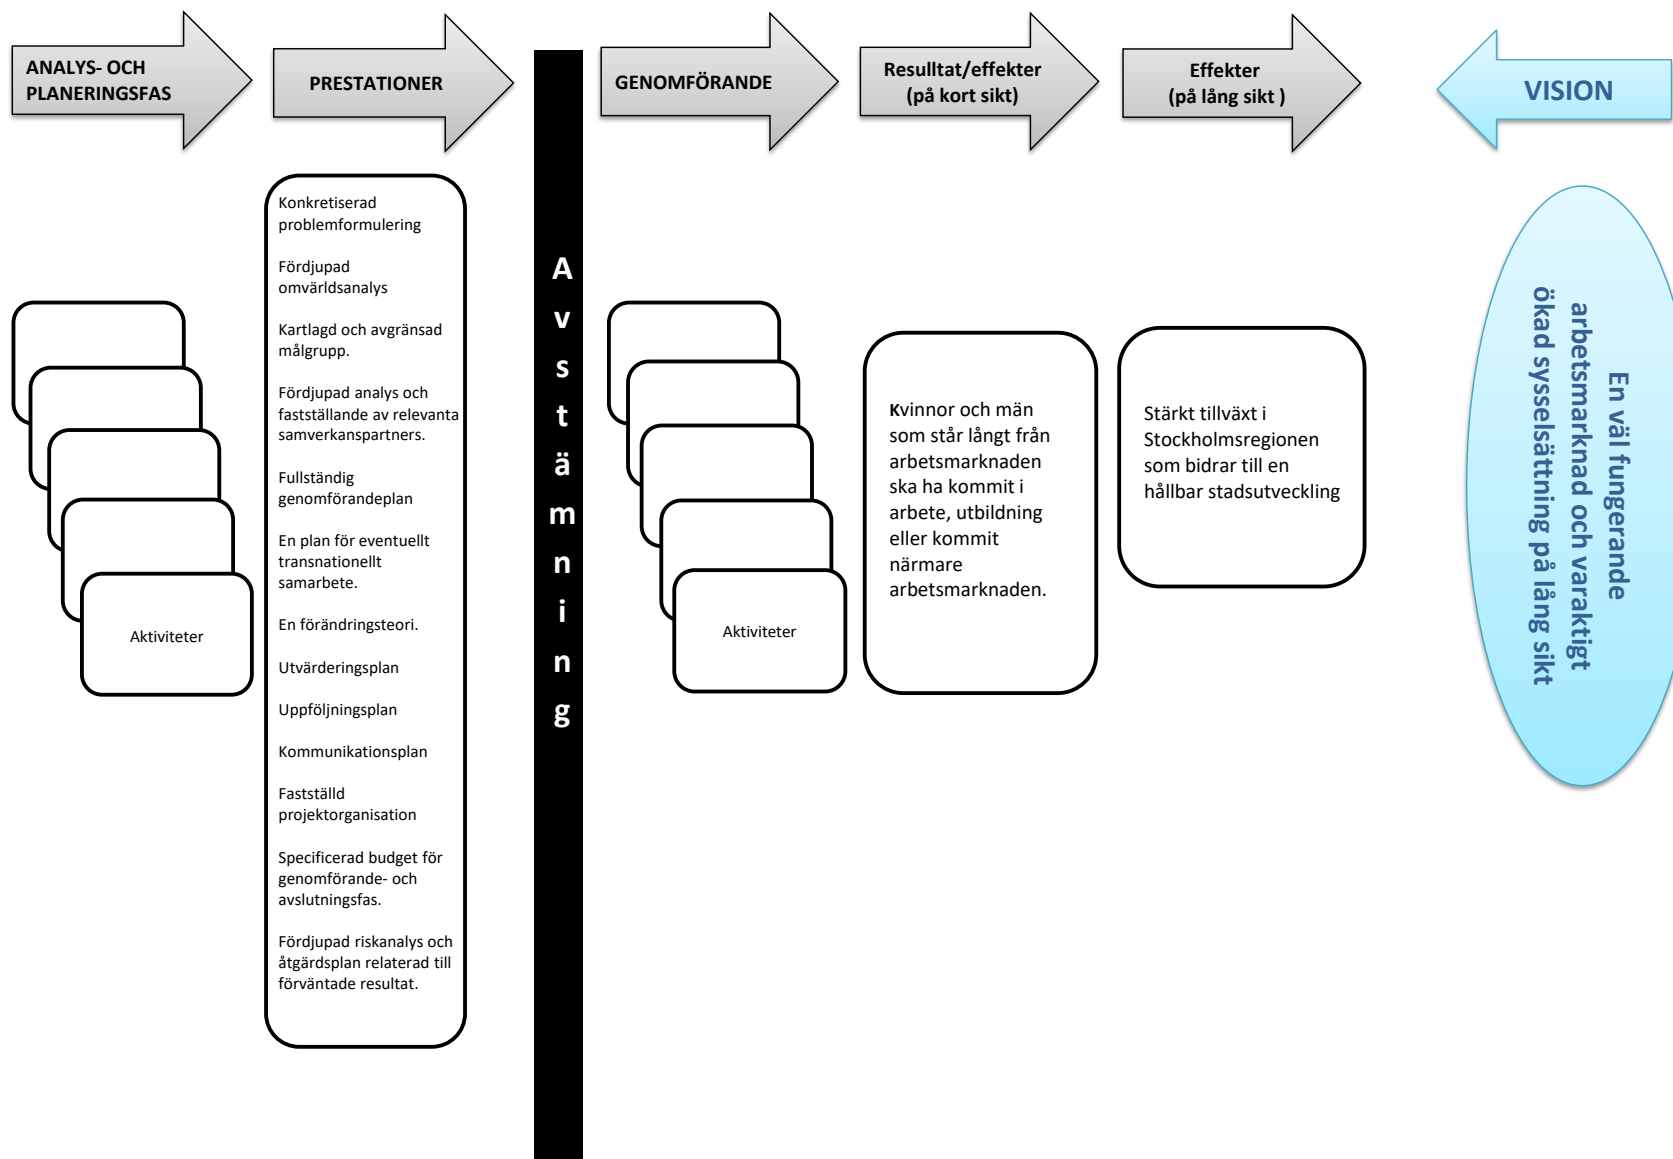 ANALYS- OCH
PLANERINGSFAS
PRESTATIONER
GENOMFÖRANDE
Resulltat/effekter
(på kort sikt)
Effekter
(på lång sikt )
VISION
Aktiviteter
Konkretiserad
problemformulering
Fördjupad
omvärldsanalys
Kartlagd och avgränsad
målgrupp.
Fördjupad analys och
fastställande av relevanta
samverkanspartners.
Fullständig
genomförandeplan
En plan för eventuellt
transnationellt
samarbete.
En förändringsteori.
Utvärderingsplan
Uppföljningsplan
Kommunikationsplan
Fastställd
projektorganisation
Specificerad budget för
genomförande- och
avslutningsfas.
Fördjupad riskanalys och
åtgärdsplan relaterad till
förväntade resultat.
Avstämning
Aktiviteter
Kvinnor och män
som står långt från
arbetsmarknaden
ska ha kommit i
arbete, utbildning
eller kommit
närmare
arbetsmarknaden.
Stärkt tillväxt i
Stockholmsregionen
som bidrar till en
hållbar stadsutveckling
En väl fungerande
arbetsmarknad och varaktigt
ökad sysselsättning på lång sikt